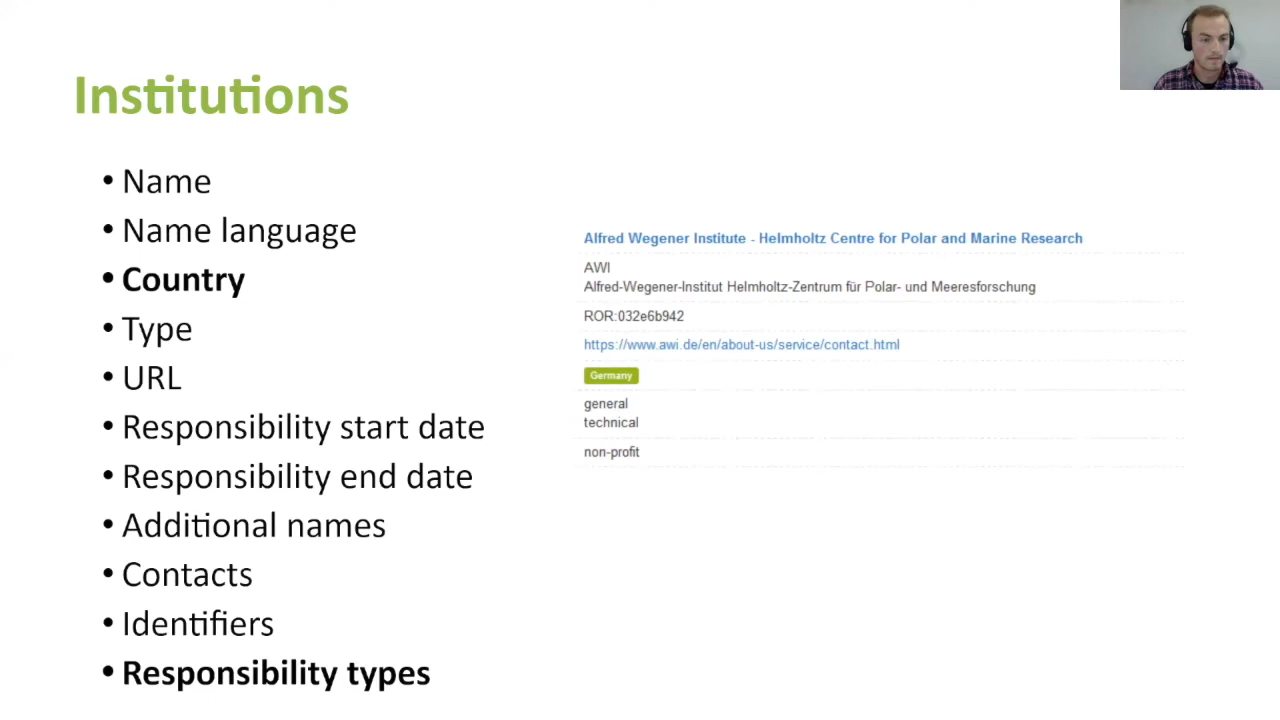 Institutions
• Name
• Name language
• Country
• Type
• URL
• Responsibility start date
• Responsibility end date
• Additional names
• Contacts
• Identifiers
• Responsibility types
Alfred Wegener Institute - Helmholtz Centre for Polar and Marine Research
AWI
Alfred-Wegener-Institut Helmholtz-Zentrum für Polar- und Meeresforschung
ROR:032e6b942
https://www.awi.de/en/about-us/service/contact.html
Germany
general
technical
non-profit